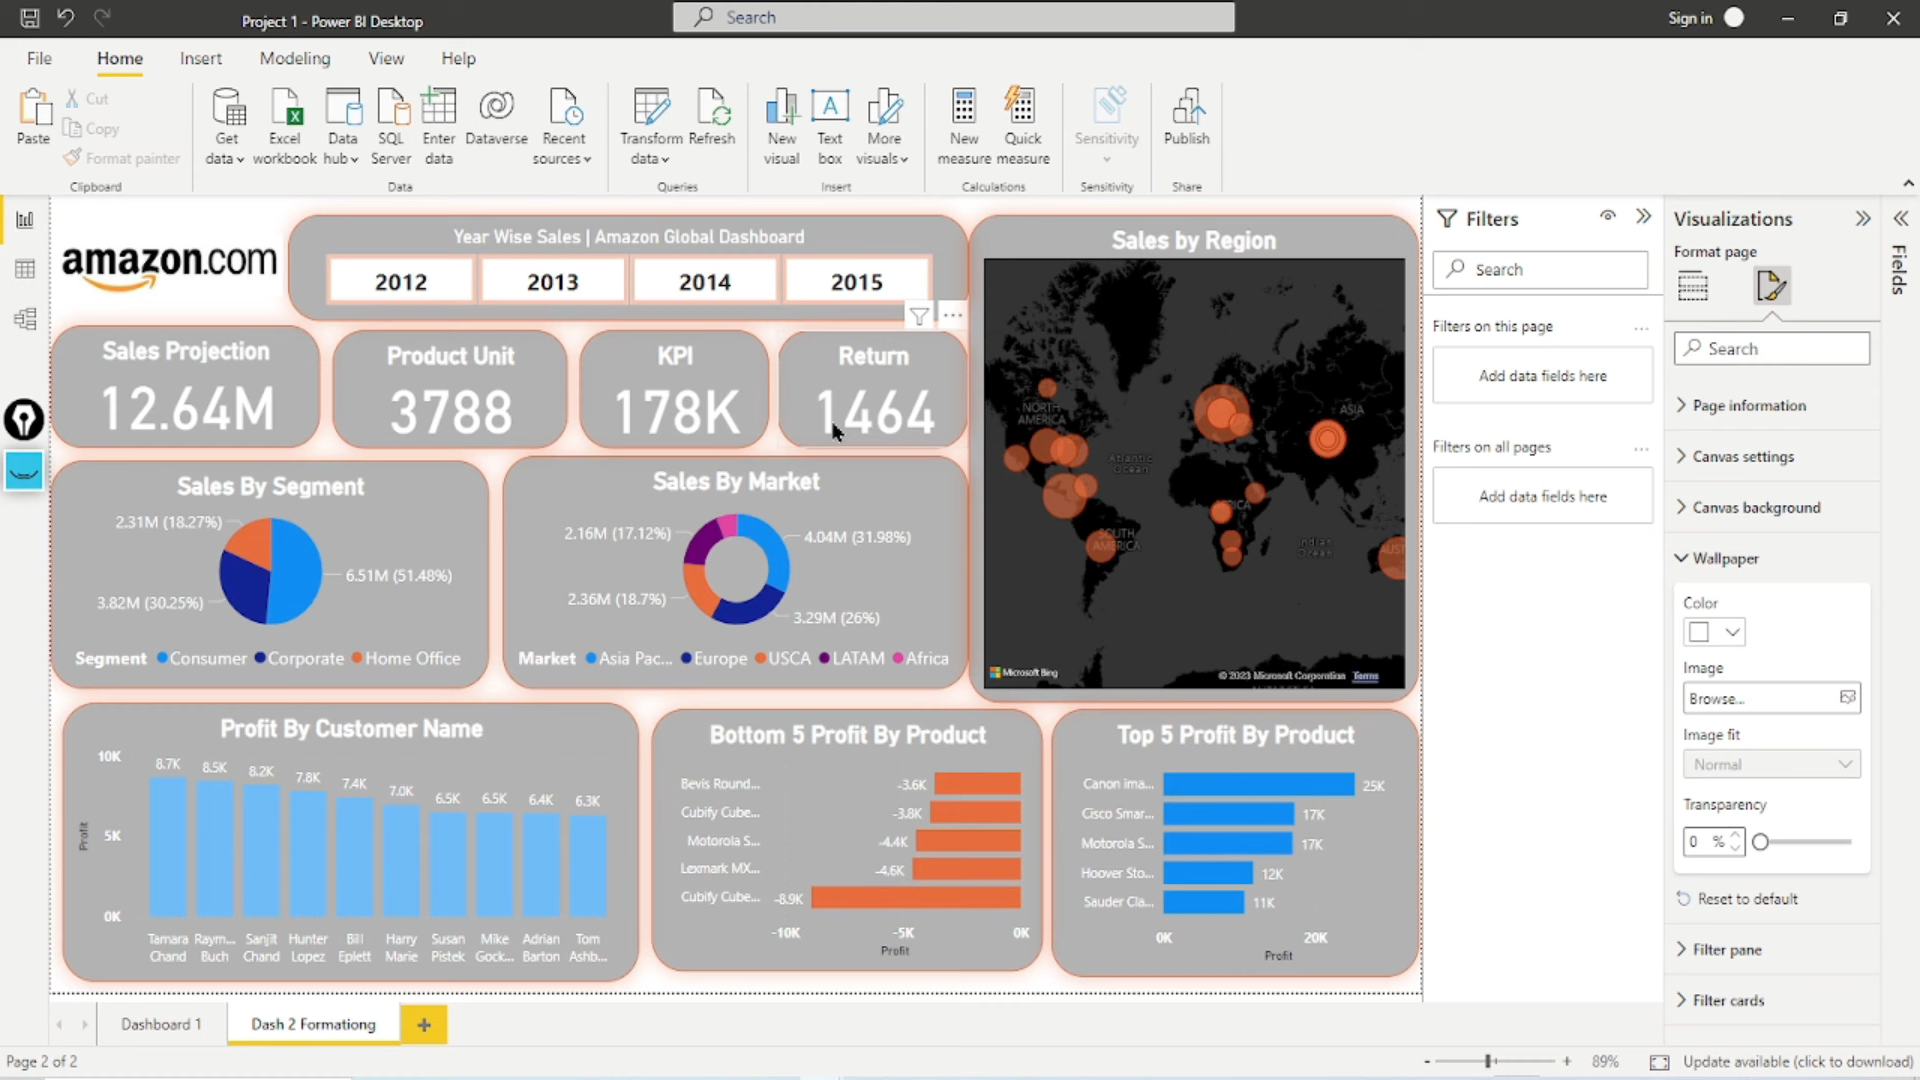 Project 1 - Power BI Desktop
Search
Sign in
File
Home
Insert
Modeling
View
Help
Paste
Cut
Copy
Format painter
Clipboard
Get data
Excel workbook
Data hub
SQL Server
Enter data
Dataverse
Recent sources
Data
Transform data
Refresh
Queries
New visual
Text box
More visuals
Insert
New measure
Quick measure
Calculations
Sensitivity
Sensitivity
Publish
Share
amazon.com
Year Wise Sales | Amazon Global Dashboard
2012
2013
2014
2015
Sales Projection
12.64M
Product Unit
3788
KPI
178K
Return
1464
Sales by Region
NORTH AMERICA
Atlantic Ocean
SOUTH AMERICA
ASIA
Indian Ocean
Microsoft Bing
© 2023 Microsoft Corporation Terms
Sales By Segment
2.31M (18.27%)
6.51M (51.48%)
3.82M (30.25%)
Segment Consumer Corporate Home Office
Sales By Market
2.16M (17.12%)
4.04M (31.98%)
2.36M (18.7%)
3.29M (26%)
Market Asia Pac... Europe USCA LATAM Africa
Profit By Customer Name
10K
5K
0K
Profit
8.7K 8.5K 8.2K 7.8K 7.4K 7.0K 6.5K 6.5K 6.4K 6.3K
Tamara Raym... Sanjit Hunter Bill Harry Susan Mike Adrian Tom
Chand Buch Chand Lopez Eplett Marie Pistek Gock... Barton Ashb...
Bottom 5 Profit By Product
Bevis Round... -3.6K
Cubify Cube... -3.8K
Motorola S... -4.4K
Lexmark MX... -4.6K
Cubify Cube... -8.9K
-10K -5K 0K
Profit
Top 5 Profit By Product
Canon ima... 25K
Cisco Smar... 17K
Motorola S... 17K
Hoover Sto... 12K
Sauder Cla... 11K
0K 20K
Profit
Filters
Search
Filters on this page
Add data fields here
Filters on all pages
Add data fields here
Visualizations
Format page
Search
Page information
Canvas settings
Canvas background
Wallpaper
Color
Image
Browse...
Image fit
Normal
Transparency
0 %
Reset to default
Filter pane
Filter cards
Fields
Dashboard 1
Dash 2 Formationg
Page 2 of 2
- + 89%
Update available (click to download)